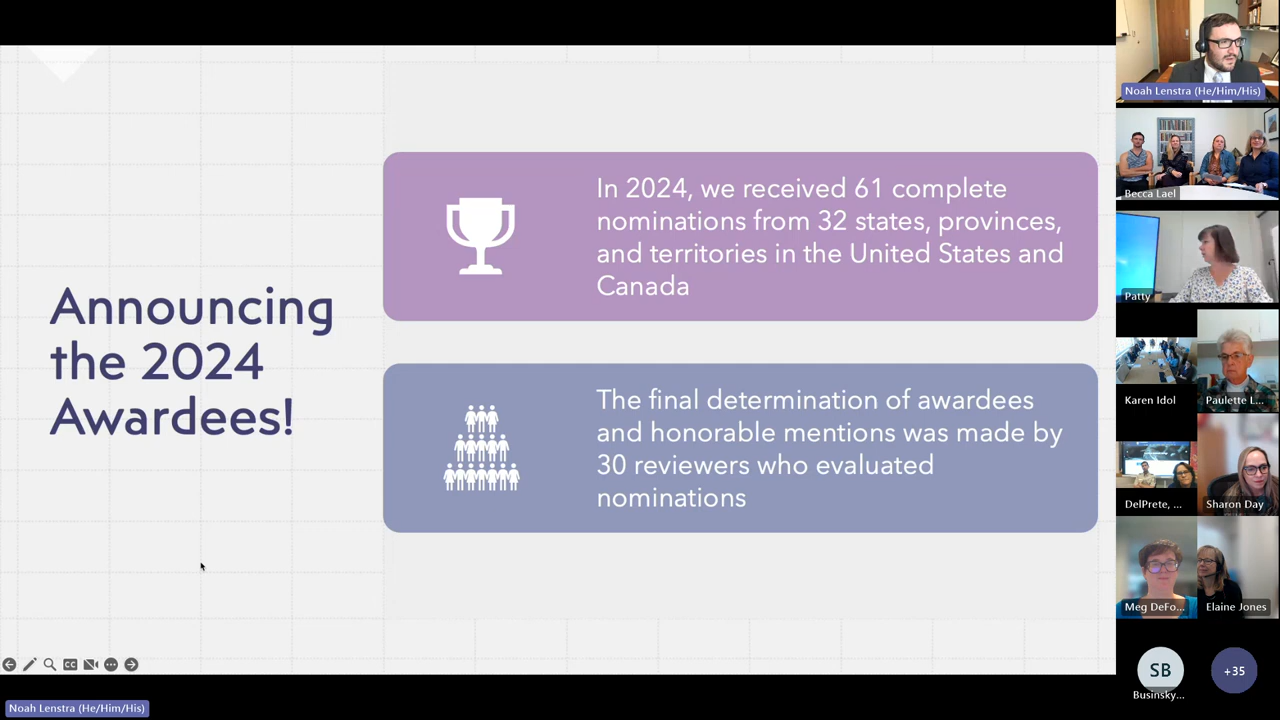 Announcing
the 2024
Awardees!
In 2024, we received 61 complete
nominations from 32 states, provinces,
and territories in the United States and
Canada
The final determination of awardees
and honorable mentions was made by
30 reviewers who evaluated
nominations
CC
Noah Lenstra (He/Him/His)
Noah Lenstra (He/Him/His)
Becca Lael
Patty
Karen Idol
Paulette L...
DelPrete, ...
Sharon Day
Meg DeFo...
Elaine Jones
SB
Businsky...
+35